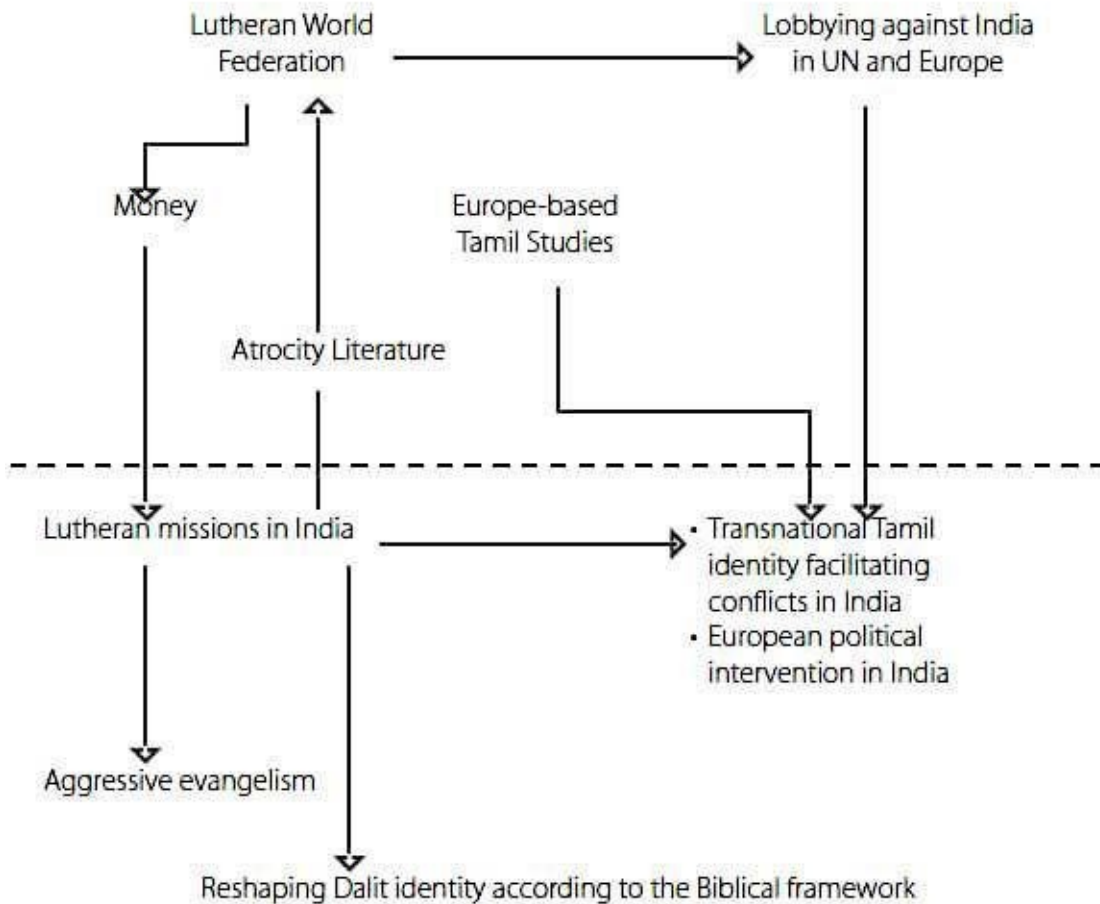 Lutheran World
Federation
Lobbying against India
in UN and Europe
Money
Europe-based
Tamil Studies
Atrocity Literature
Lutheran missions in India
• Transnational Tamil
identity facilitating
conflicts in India
• European political
intervention in India
Aggressive evangelism
Reshaping Dalit identity according to the Biblical framework